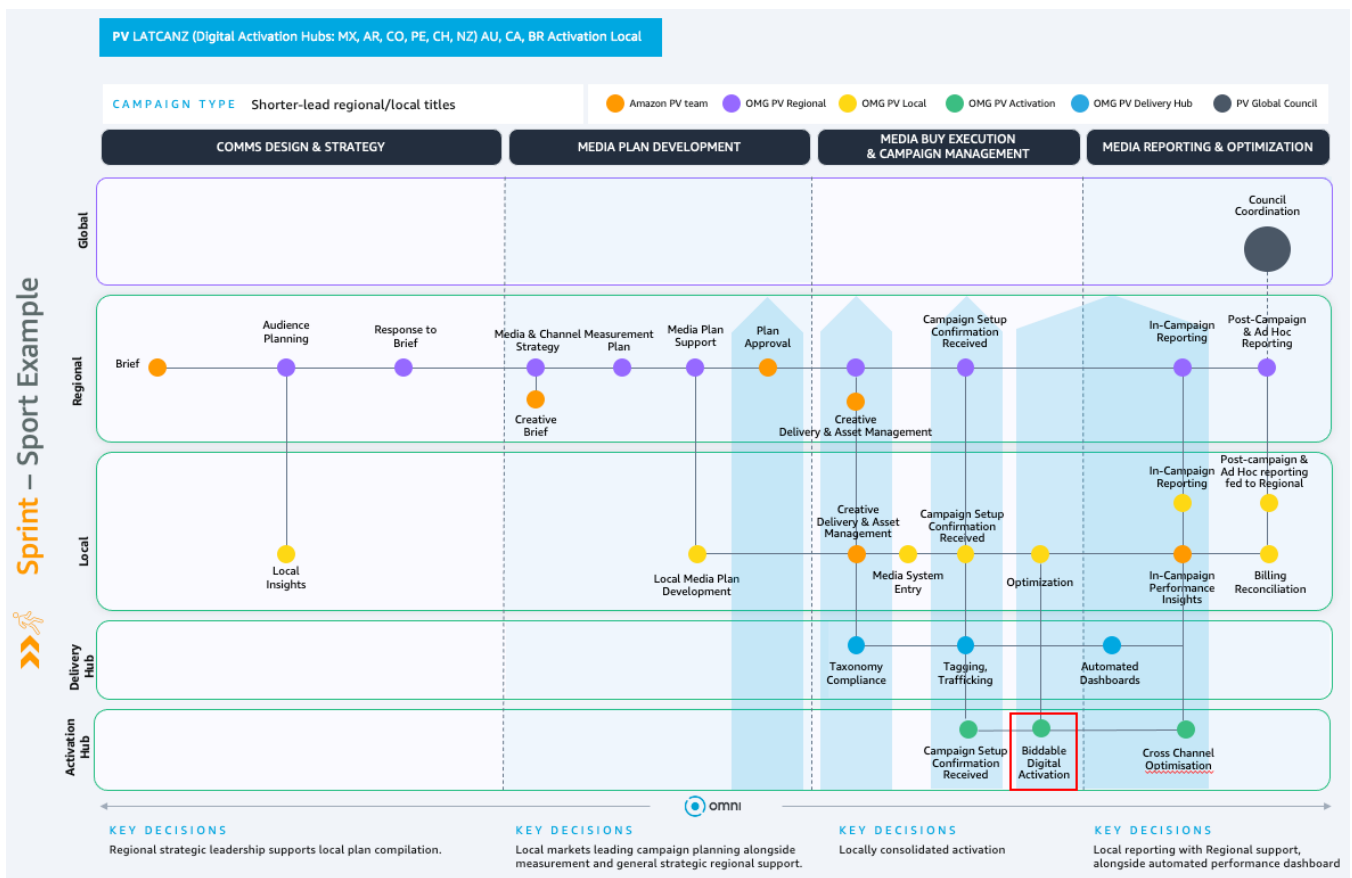 PV LATCANZ (Digital Activation Hubs: MX, AR, CO, PE, CH, NZ) AU, CA, BR Activation Local
CAMPAIGN TYPE Shorter-lead regional/local titles
Amazon PV team
OMG PV Regional
OMG PV Local
OMG PV Activation
OMG PV Delivery Hub
PV Global Council
COMMS DESIGN & STRATEGY
MEDIA PLAN DEVELOPMENT
MEDIA BUY EXECUTION
& CAMPAIGN MANAGEMENT
MEDIA REPORTING & OPTIMIZATION
Sprint – Sport Example
Global
Council
Coordination
Regional
Brief
Audience
Planning
Response to
Brief
Media & Channel
Strategy
Creative
Brief
Measurement
Plan
Media Plan
Support
Plan
Approval
Creative
Delivery & Asset Management
Campaign Setup
Confirmation
Received
In-Campaign
Reporting
Post-Campaign
& Ad Hoc
Reporting
Local
Local
Insights
Local Media Plan
Development
Creative
Delivery & Asset
Management
Media System
Entry
Campaign Setup
Confirmation
Received
Optimization
In-Campaign
Reporting
In-Campaign
Performance
Insights
Post-campaign &
Ad Hoc reporting
fed to Regional
Billing
Reconciliation
Delivery
Hub
Taxonomy
Compliance
Tagging,
Trafficking
Automated
Dashboards
Activation
Hub
Campaign Setup
Confirmation
Received
Biddable
Digital
Activation
Cross Channel
Optimisation
omni
KEY DECISIONS
Regional strategic leadership supports local plan compilation.
KEY DECISIONS
Local markets leading campaign planning alongside
measurement and general strategic regional support.
KEY DECISIONS
Locally consolidated activation
KEY DECISIONS
Local reporting with Regional support,
alongside automated performance dashboard